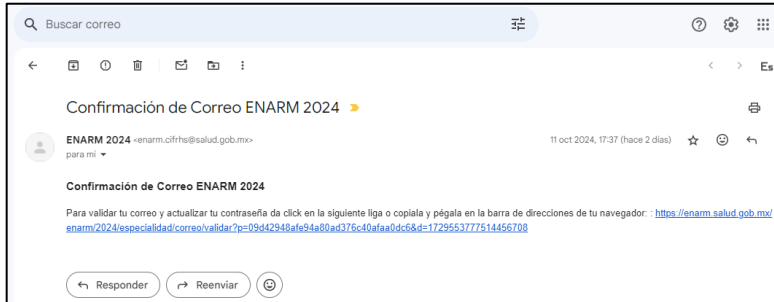 Buscar correo
Es
Confirmación de Correo ENARM 2024
ENARM 2024 <enarm.cifrhs@salud.gob.mx>
11 oct 2024, 17:37 (hace 2 días)
para mí
Confirmación de Correo ENARM 2024
Para validar tu correo y actualizar tu contraseña da click en la siguiente liga o copiala y pégala en la barra de direcciones de tu navegador: : https://enarm.salud.gob.mx/
enarm/2024/especialidad/correo/validar?p=09d42948afe94a80ad376c40afaa0dc6&d=1729553777514456708
Responder
Reenviar